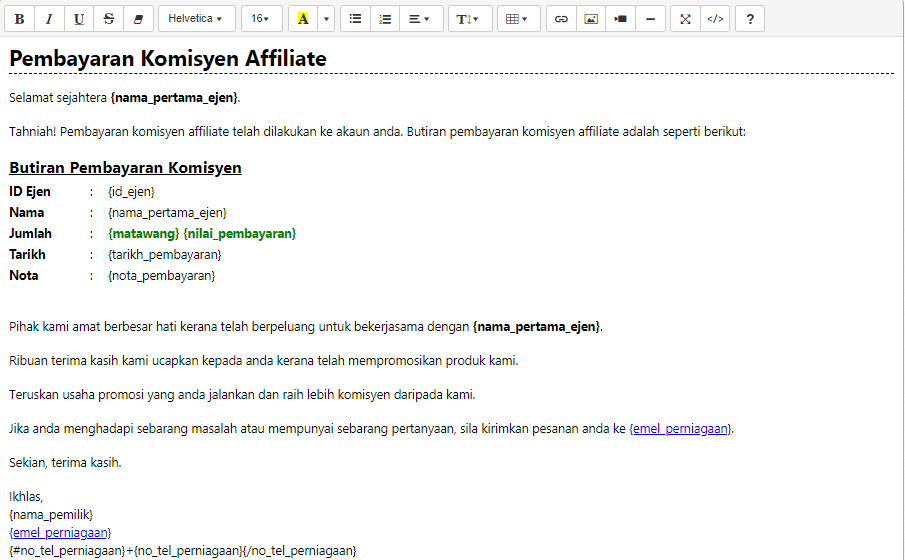 B I U S Helvetica 16 A T </> ?
Pembayaran Komisyen Affiliate
Selamat sejahtera {nama_pertama_ejen}.
Tahniah! Pembayaran komisyen affiliate telah dilakukan ke akaun anda. Butiran pembayaran komisyen affiliate adalah seperti berikut:
Butiran Pembayaran Komisyen
ID Ejen : {id_ejen}
Nama : {nama_pertama_ejen}
Jumlah : {matawang} {nilai_pembayaran}
Tarikh : {tarikh_pembayaran}
Nota : {nota_pembayaran}
Pihak kami amat berbesar hati kerana telah berpeluang untuk bekerjasama dengan {nama_pertama_ejen}.
Ribuan terima kasih kami ucapkan kepada anda kerana telah mempromosikan produk kami.
Teruskan usaha promosi yang anda jalankan dan raih lebih komisyen daripada kami.
Jika anda menghadapi sebarang masalah atau mempunyai sebarang pertanyaan, sila kirimkan pesanan anda ke {emel_perniagaan}.
Sekian, terima kasih.
Ikhlas,
{nama_pemilik}
{emel_perniagaan}
{#no_tel_perniagaan}+{no_tel_perniagaan}{/no_tel_perniagaan}